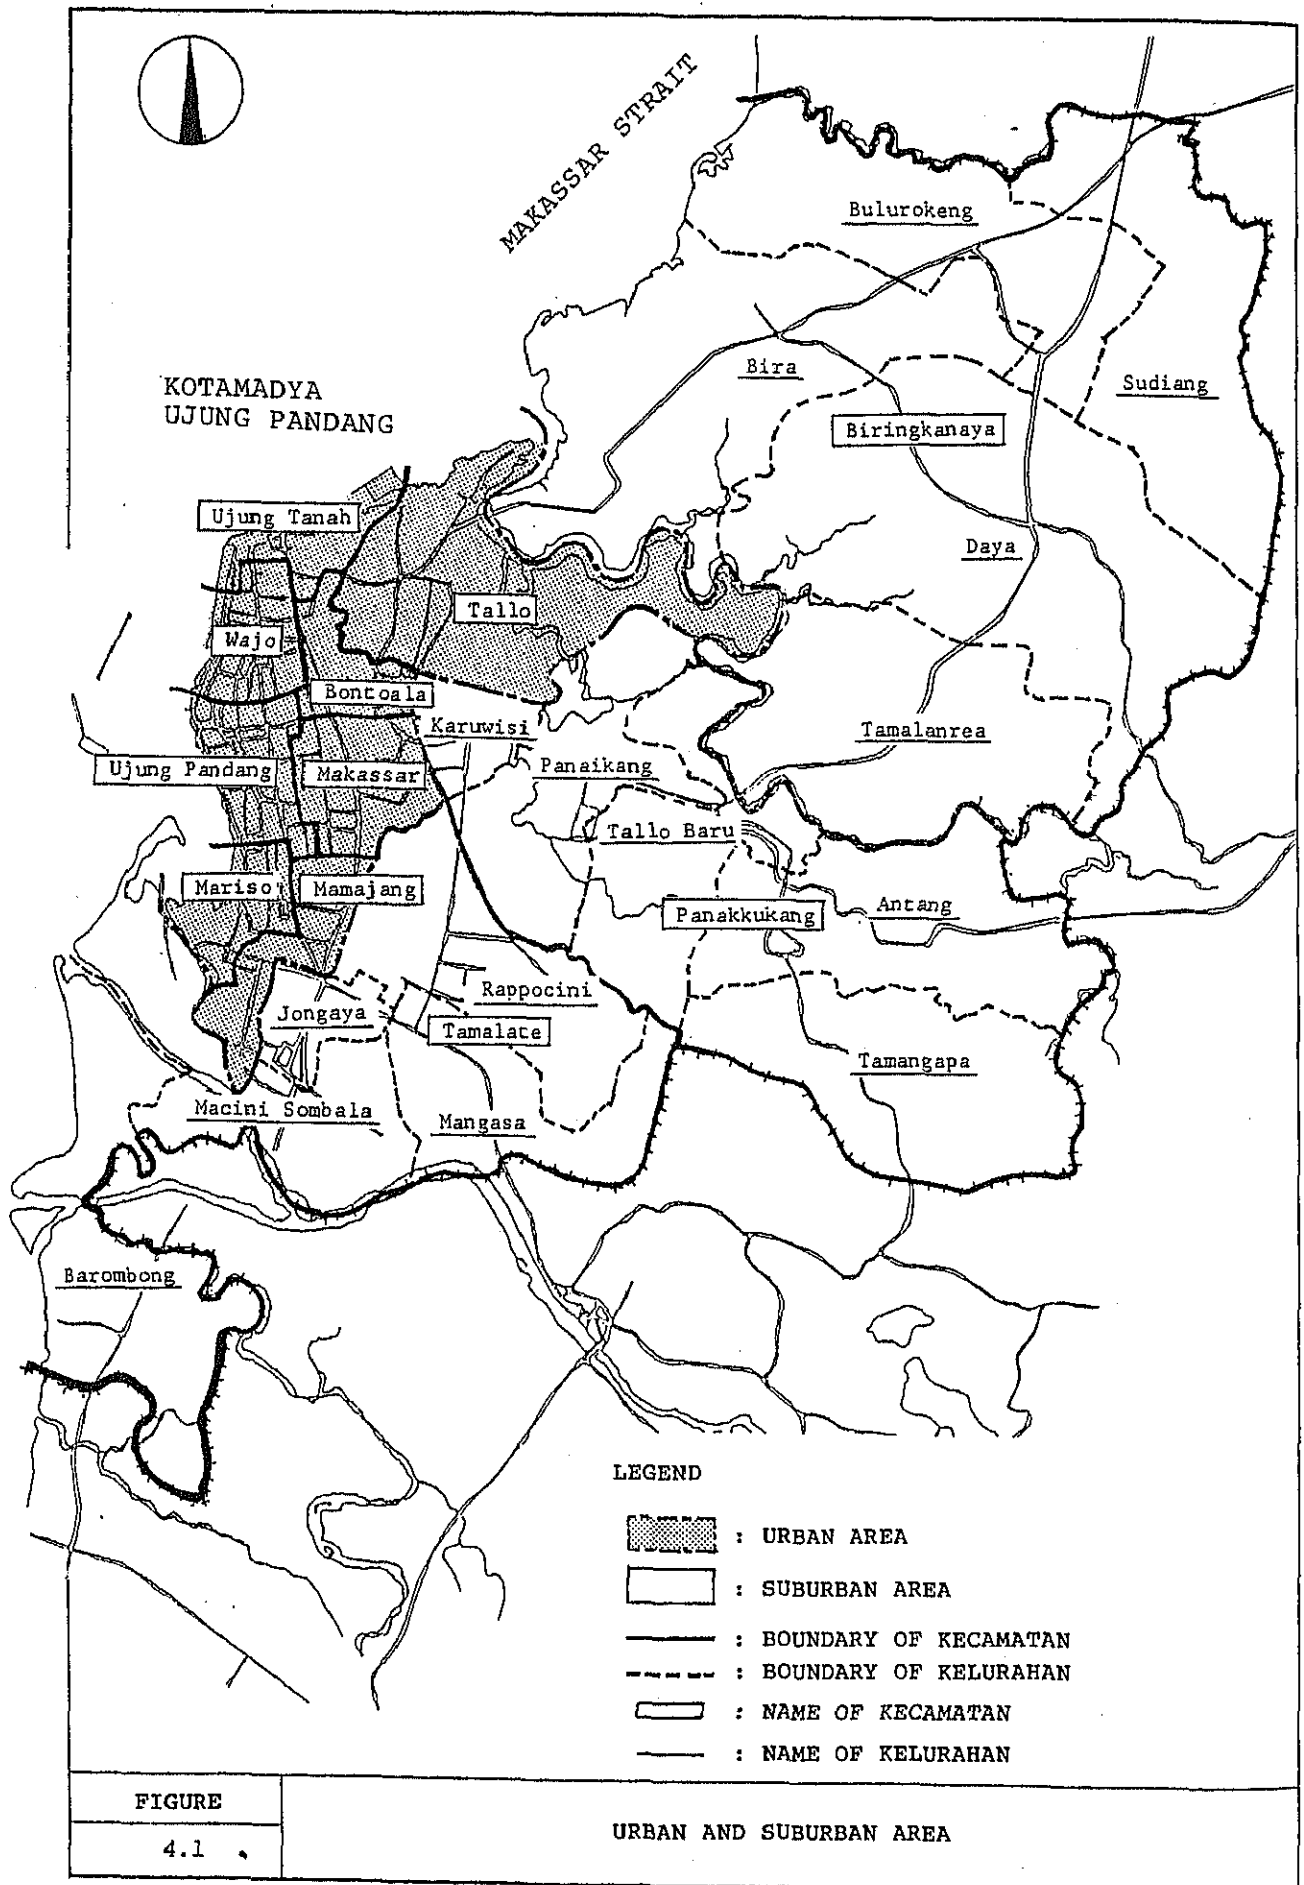 MAKASSAR STRAIT
Bulurokeng
KOTAMADYA
UJUNG PANDANG
Bira
Sudiang
Biringkanaya
Ujung Tanah
Daya
Tallo
Wajo
Bontoala
Karuwisi
Tamalanrea
Ujung Pandang
Makassar
Panaikang
Tallo Baru
Mariso
Mamajang
Panakkukang
Antang
Rappocini
Jongaya
Tamalate
Tamangapa
Macini Sombala
Mangasa
Barombong
LEGEND
: URBAN AREA
: SUBURBAN AREA
: BOUNDARY OF KECAMATAN
: BOUNDARY OF KELURAHAN
: NAME OF KECAMATAN
: NAME OF KELURAHAN
FIGURE
4.1
URBAN AND SUBURBAN AREA